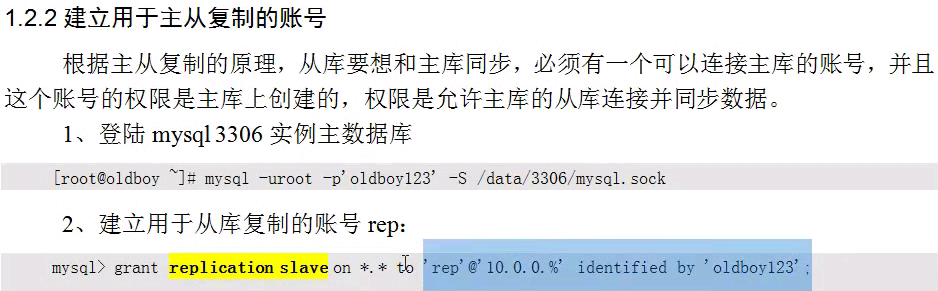 1.2.2 建立用于主从复制的账号
根据主从复制的原理，从库要想和主库同步，必须有一个可以连接主库的账号，并且
这个账号的权限是主库上创建的，权限是允许主库的从库连接并同步数据。
1、登陆 mysql 3306 实例主数据库
[root@oldboy ~]# mysql -uroot -p'oldboy123' -S /data/3306/mysql.sock
2、建立用于从库复制的账号 rep：
mysql> grant replication slave on *.* to 'rep'@'10.0.0.%' identified by 'oldboy123';